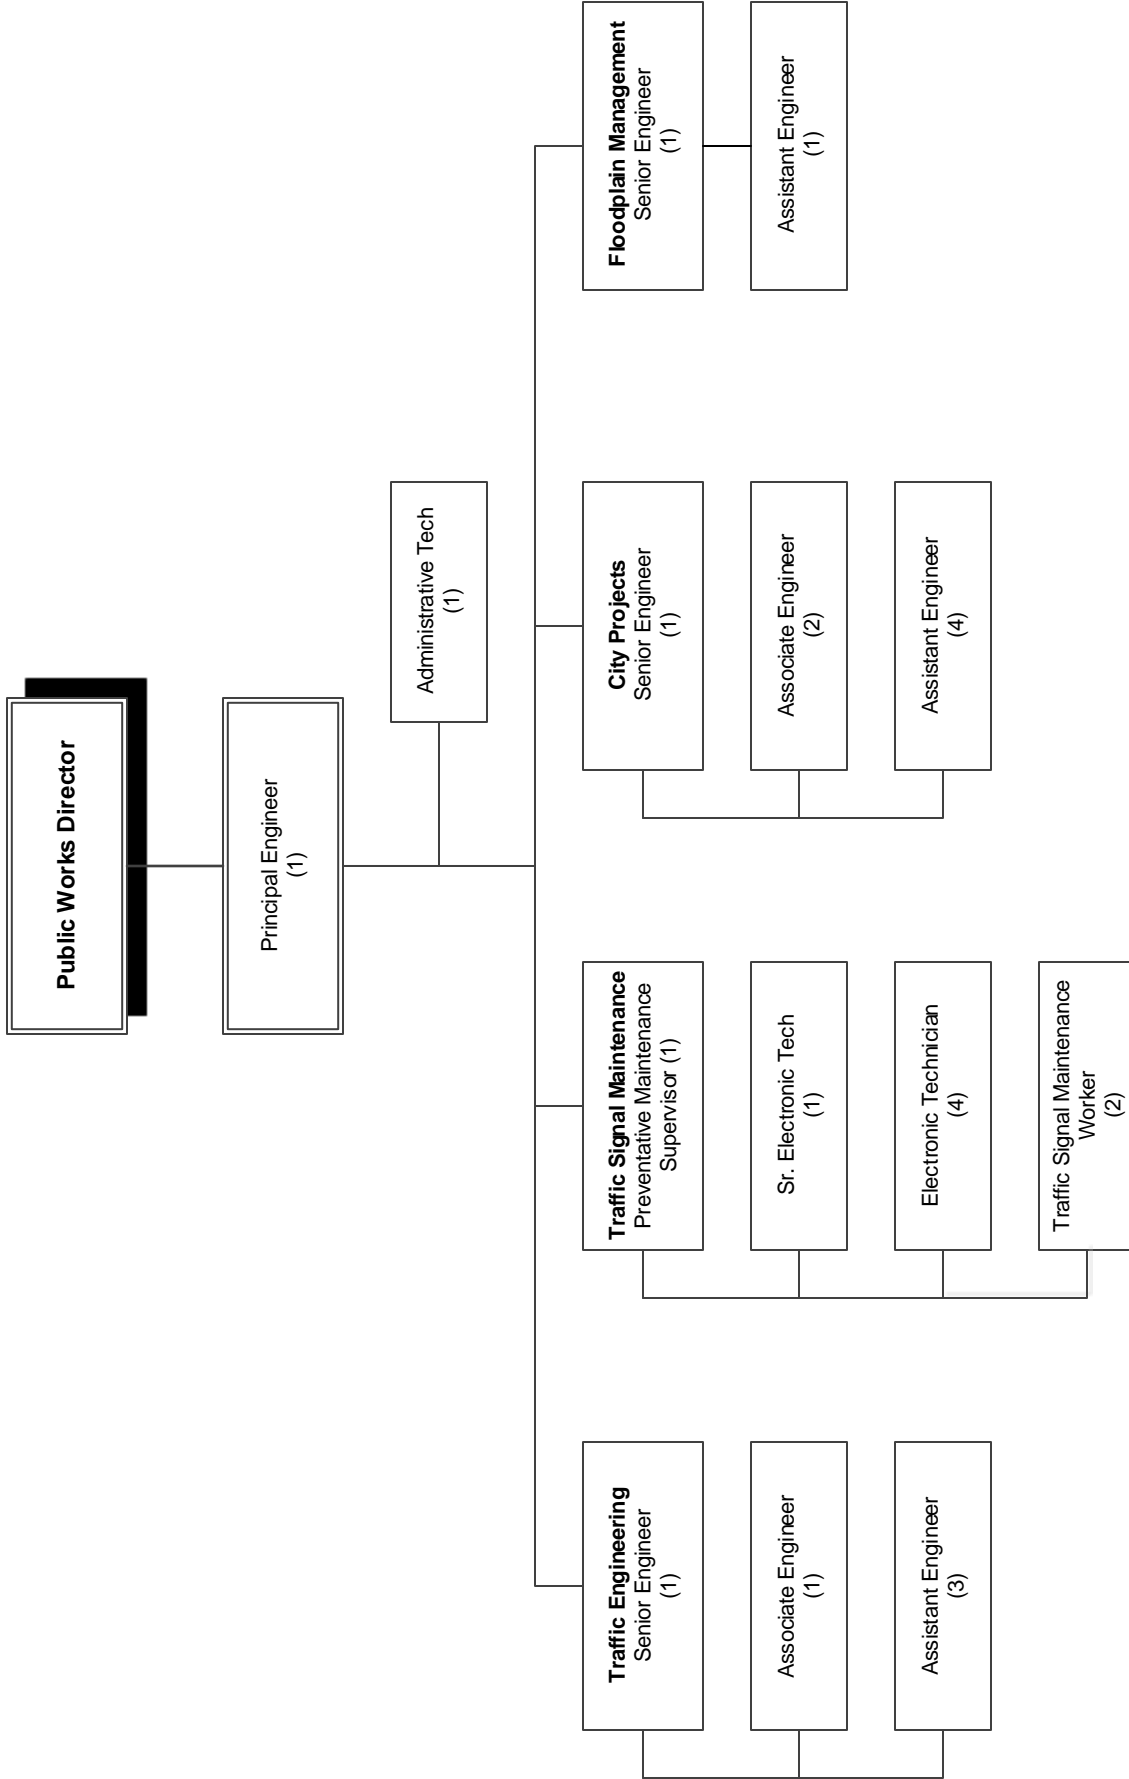 Public Works Director
Principal Engineer
(1)
Administrative Tech
(1)
Traffic Engineering
Senior Engineer
(1)
Associate Engineer
(1)
Assistant Engineer
(3)
Traffic Signal Maintenance
Preventative Maintenance
Supervisor (1)
Sr. Electronic Tech
(1)
Electronic Technician
(4)
Traffic Signal Maintenance
Worker
(2)
City Projects
Senior Engineer
(1)
Associate Engineer
(2)
Assistant Engineer
(4)
Floodplain Management
Senior Engineer
(1)
Assistant Engineer
(1)